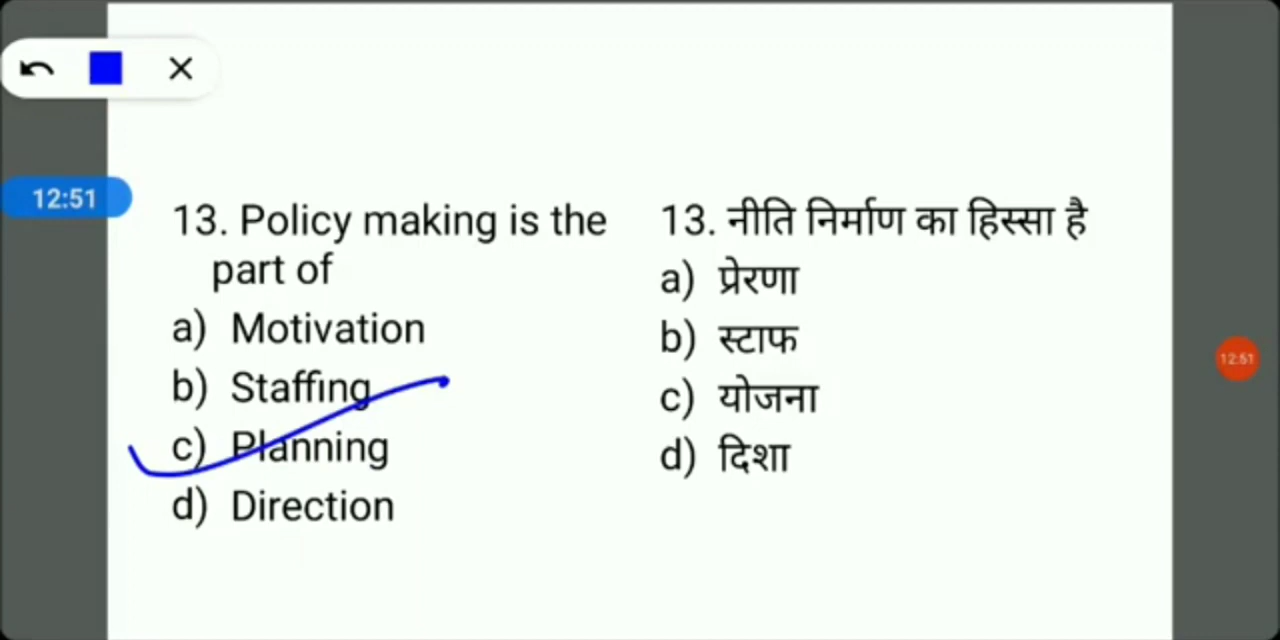 12:51
13. Policy making is the
part of
a) Motivation
b) Staffing
c) Planning
d) Direction
13. नीति निर्माण का हिस्सा है
a) प्रेरणा
b) स्टाफ
c) योजना
d) दिशा
12:51